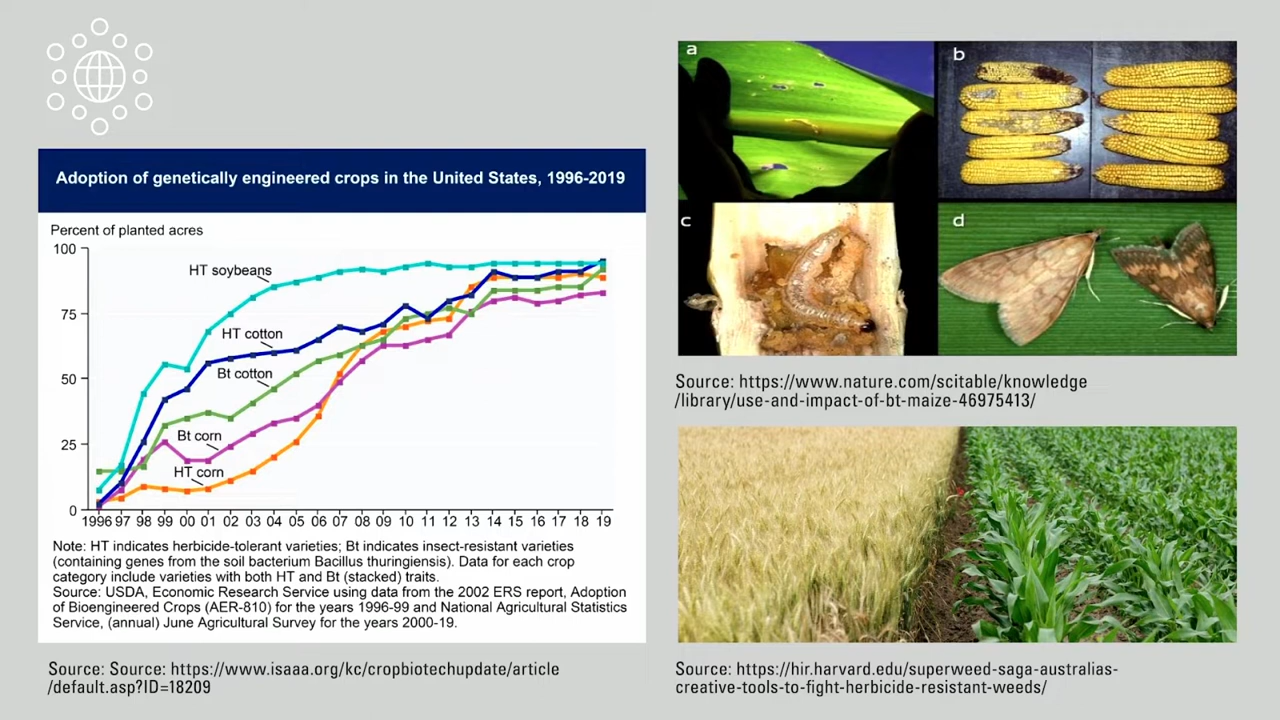 Adoption of genetically engineered crops in the United States, 1996-2019
Percent of planted acres
100
75
50
25
0
HT soybeans
HT cotton
Bt cotton
Bt corn
HT corn
1996 97 98 99 00 01 02 03 04 05 06 07 08 09 10 11 12 13 14 15 16 17 18 19
Note: HT indicates herbicide-tolerant varieties; Bt indicates insect-resistant varieties
(containing genes from the soil bacterium Bacillus thuringiensis). Data for each crop
category include varieties with both HT and Bt (stacked) traits.
Source: USDA, Economic Research Service using data from the 2002 ERS report, Adoption
of Bioengineered Crops (AER-810) for the years 1996-99 and National Agricultural Statistics
Service, (annual) June Agricultural Survey for the years 2000-19.
Source: Source: https://www.isaaa.org/kc/cropbiotechupdate/article
/default.asp?ID=18209
a
b
c
d
Source: https://www.nature.com/scitable/knowledge
/library/use-and-impact-of-bt-maize-46975413/
Source: https://hir.harvard.edu/superweed-saga-australias-
creative-tools-to-fight-herbicide-resistant-weeds/